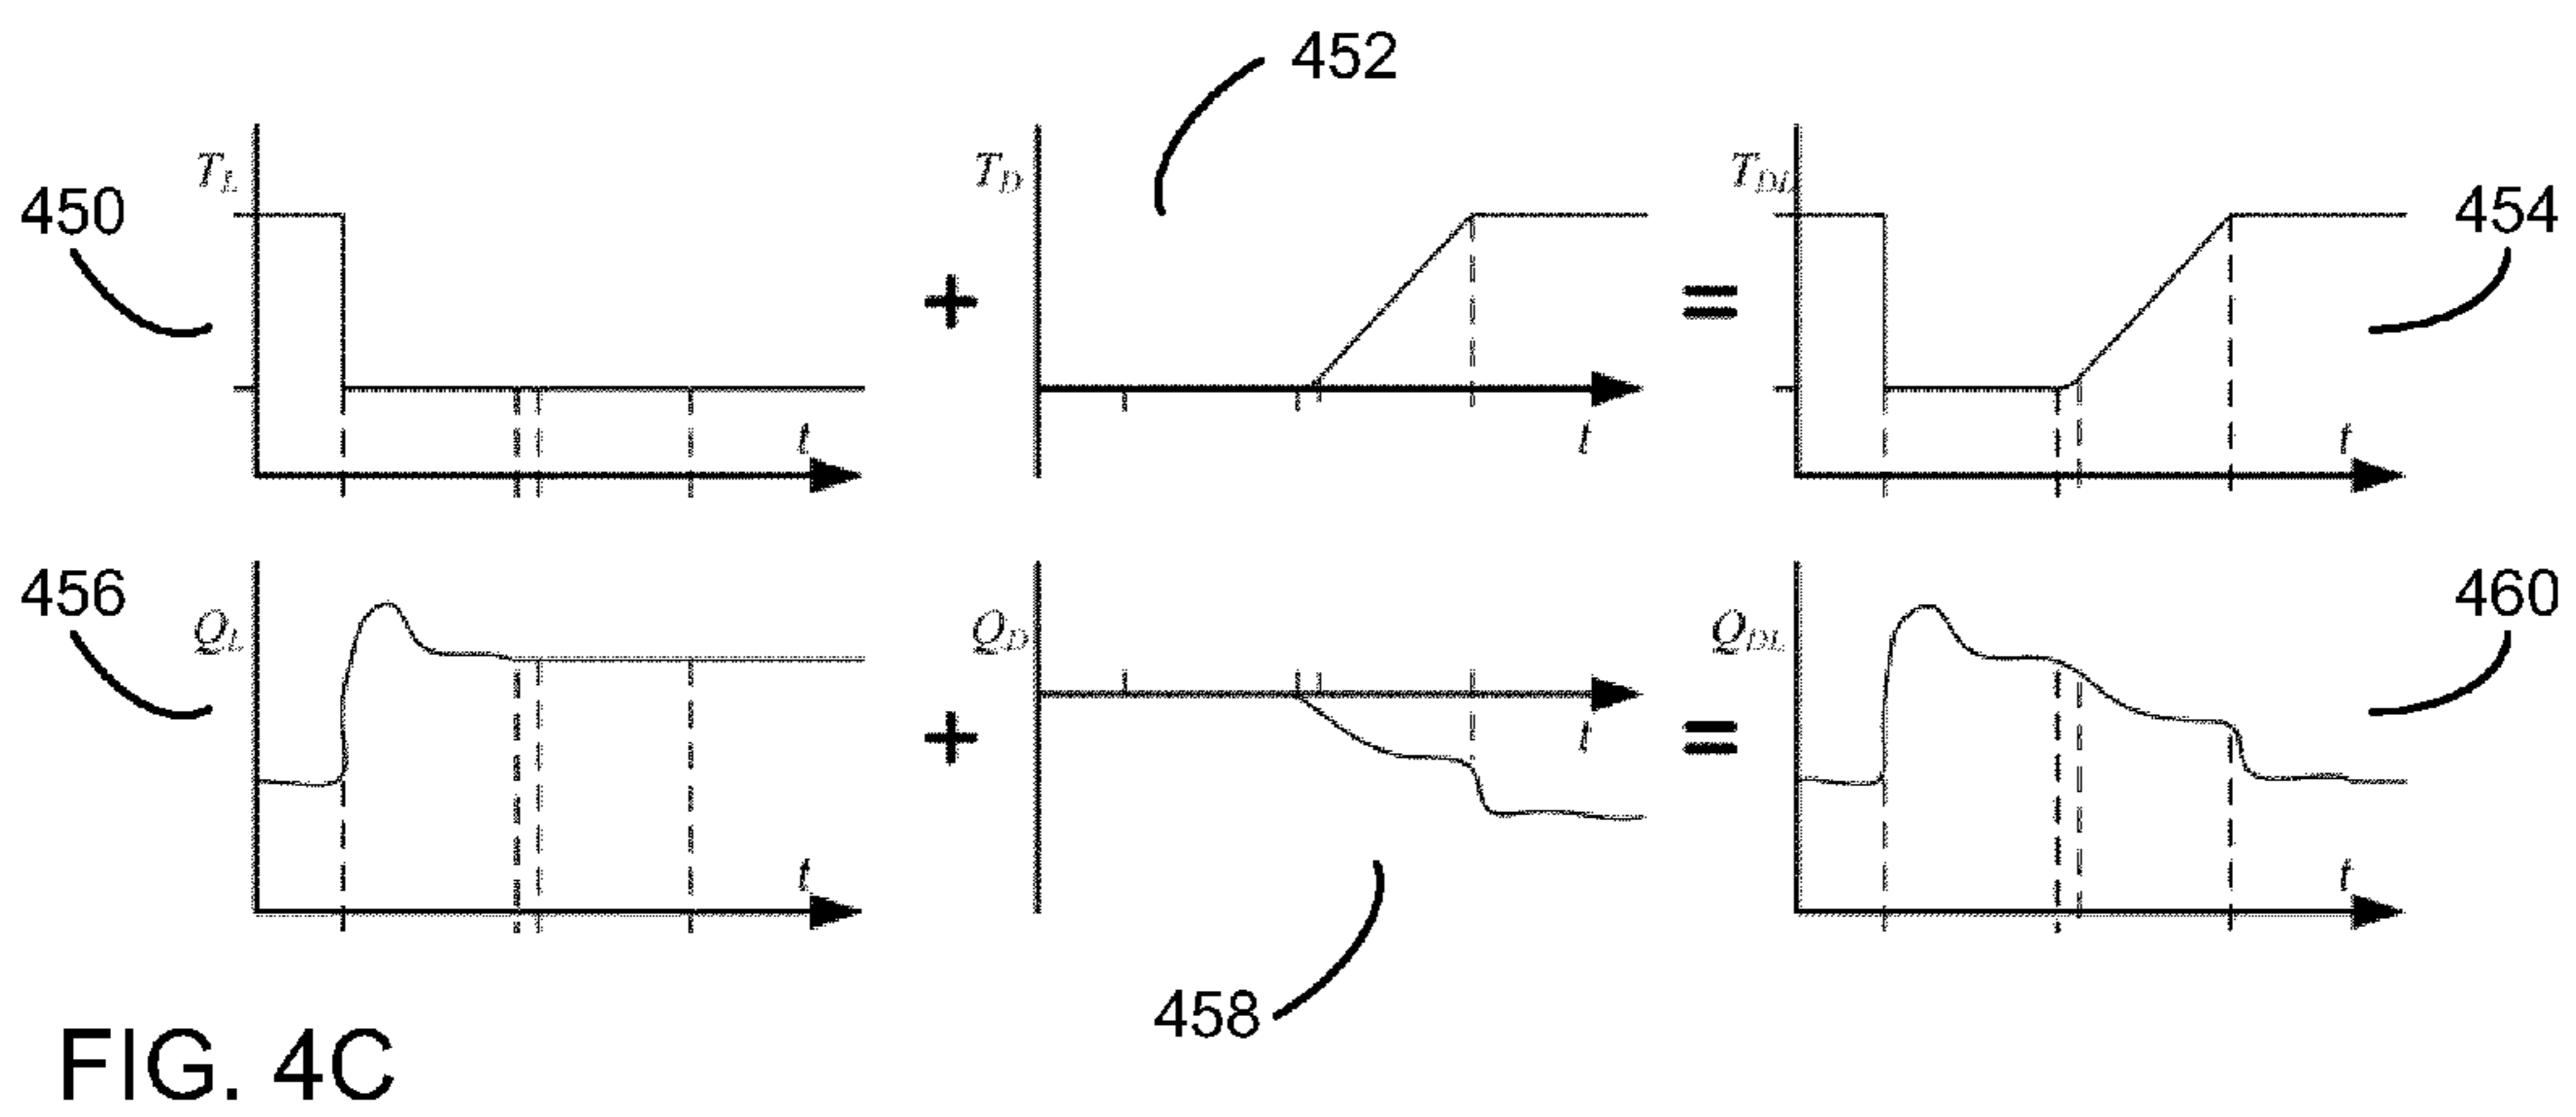 452
T_L
T_D
T_DL
450
454
+
=
t
t
t
456
460
Q_L
Q_D
Q_DL
+
=
t
t
t
458
FIG. 4C